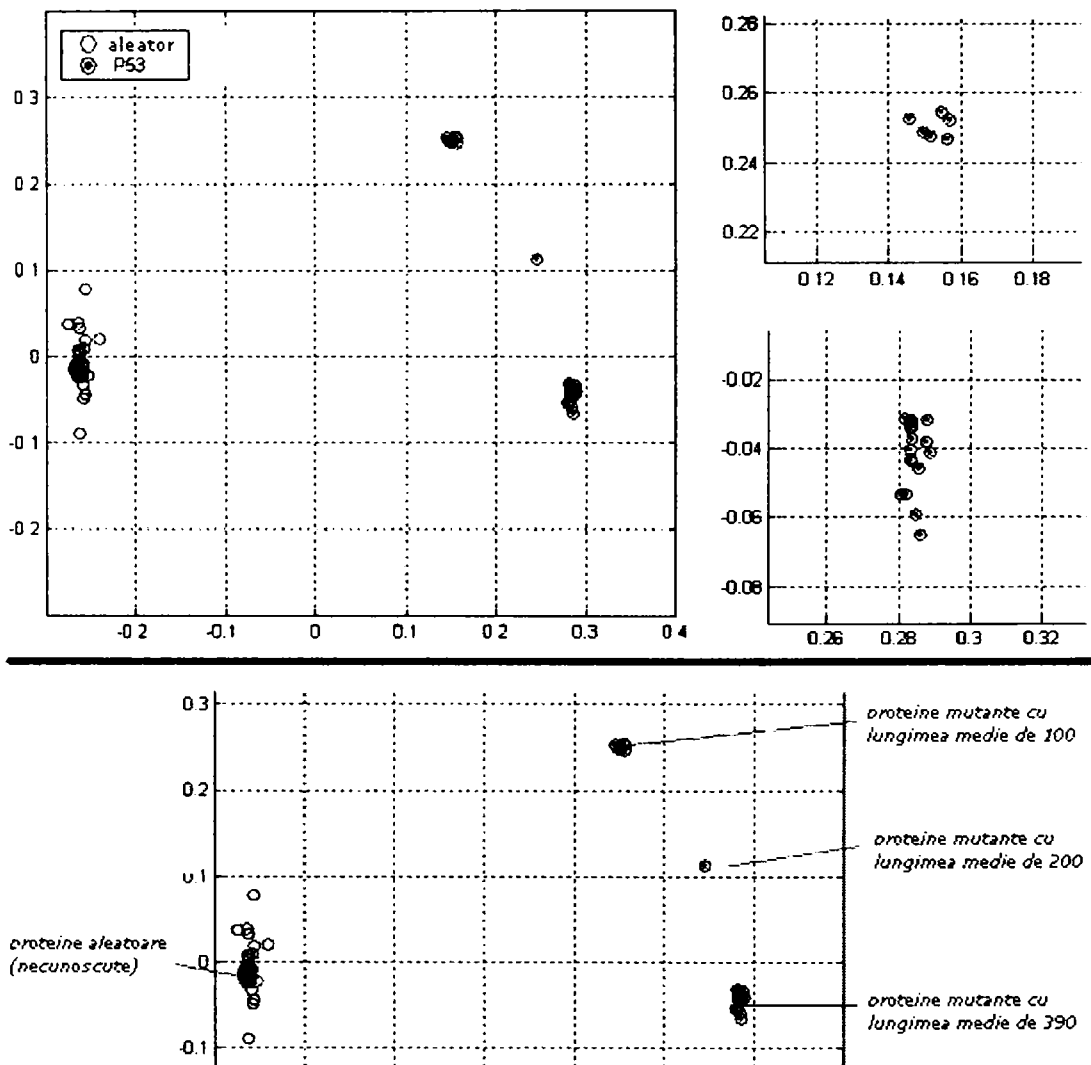 aleator
P53
0.3
0.2
0.1
0
-0.1
-0.2
-0.2 -0.1 0 0.1 0.2 0.3 0.4
0.28
0.26
0.24
0.22
0.12 0.14 0.16 0.18
-0.02
-0.04
-0.06
-0.08
0.26 0.28 0.3 0.32
0.3
0.2
0.1
0
-0.1
proteine mutante cu
lungimea medie de 100
proteine mutante cu
lungimea medie de 200
proteine aleatoare
(necunoscute)
proteine mutante cu
lungimea medie de 390